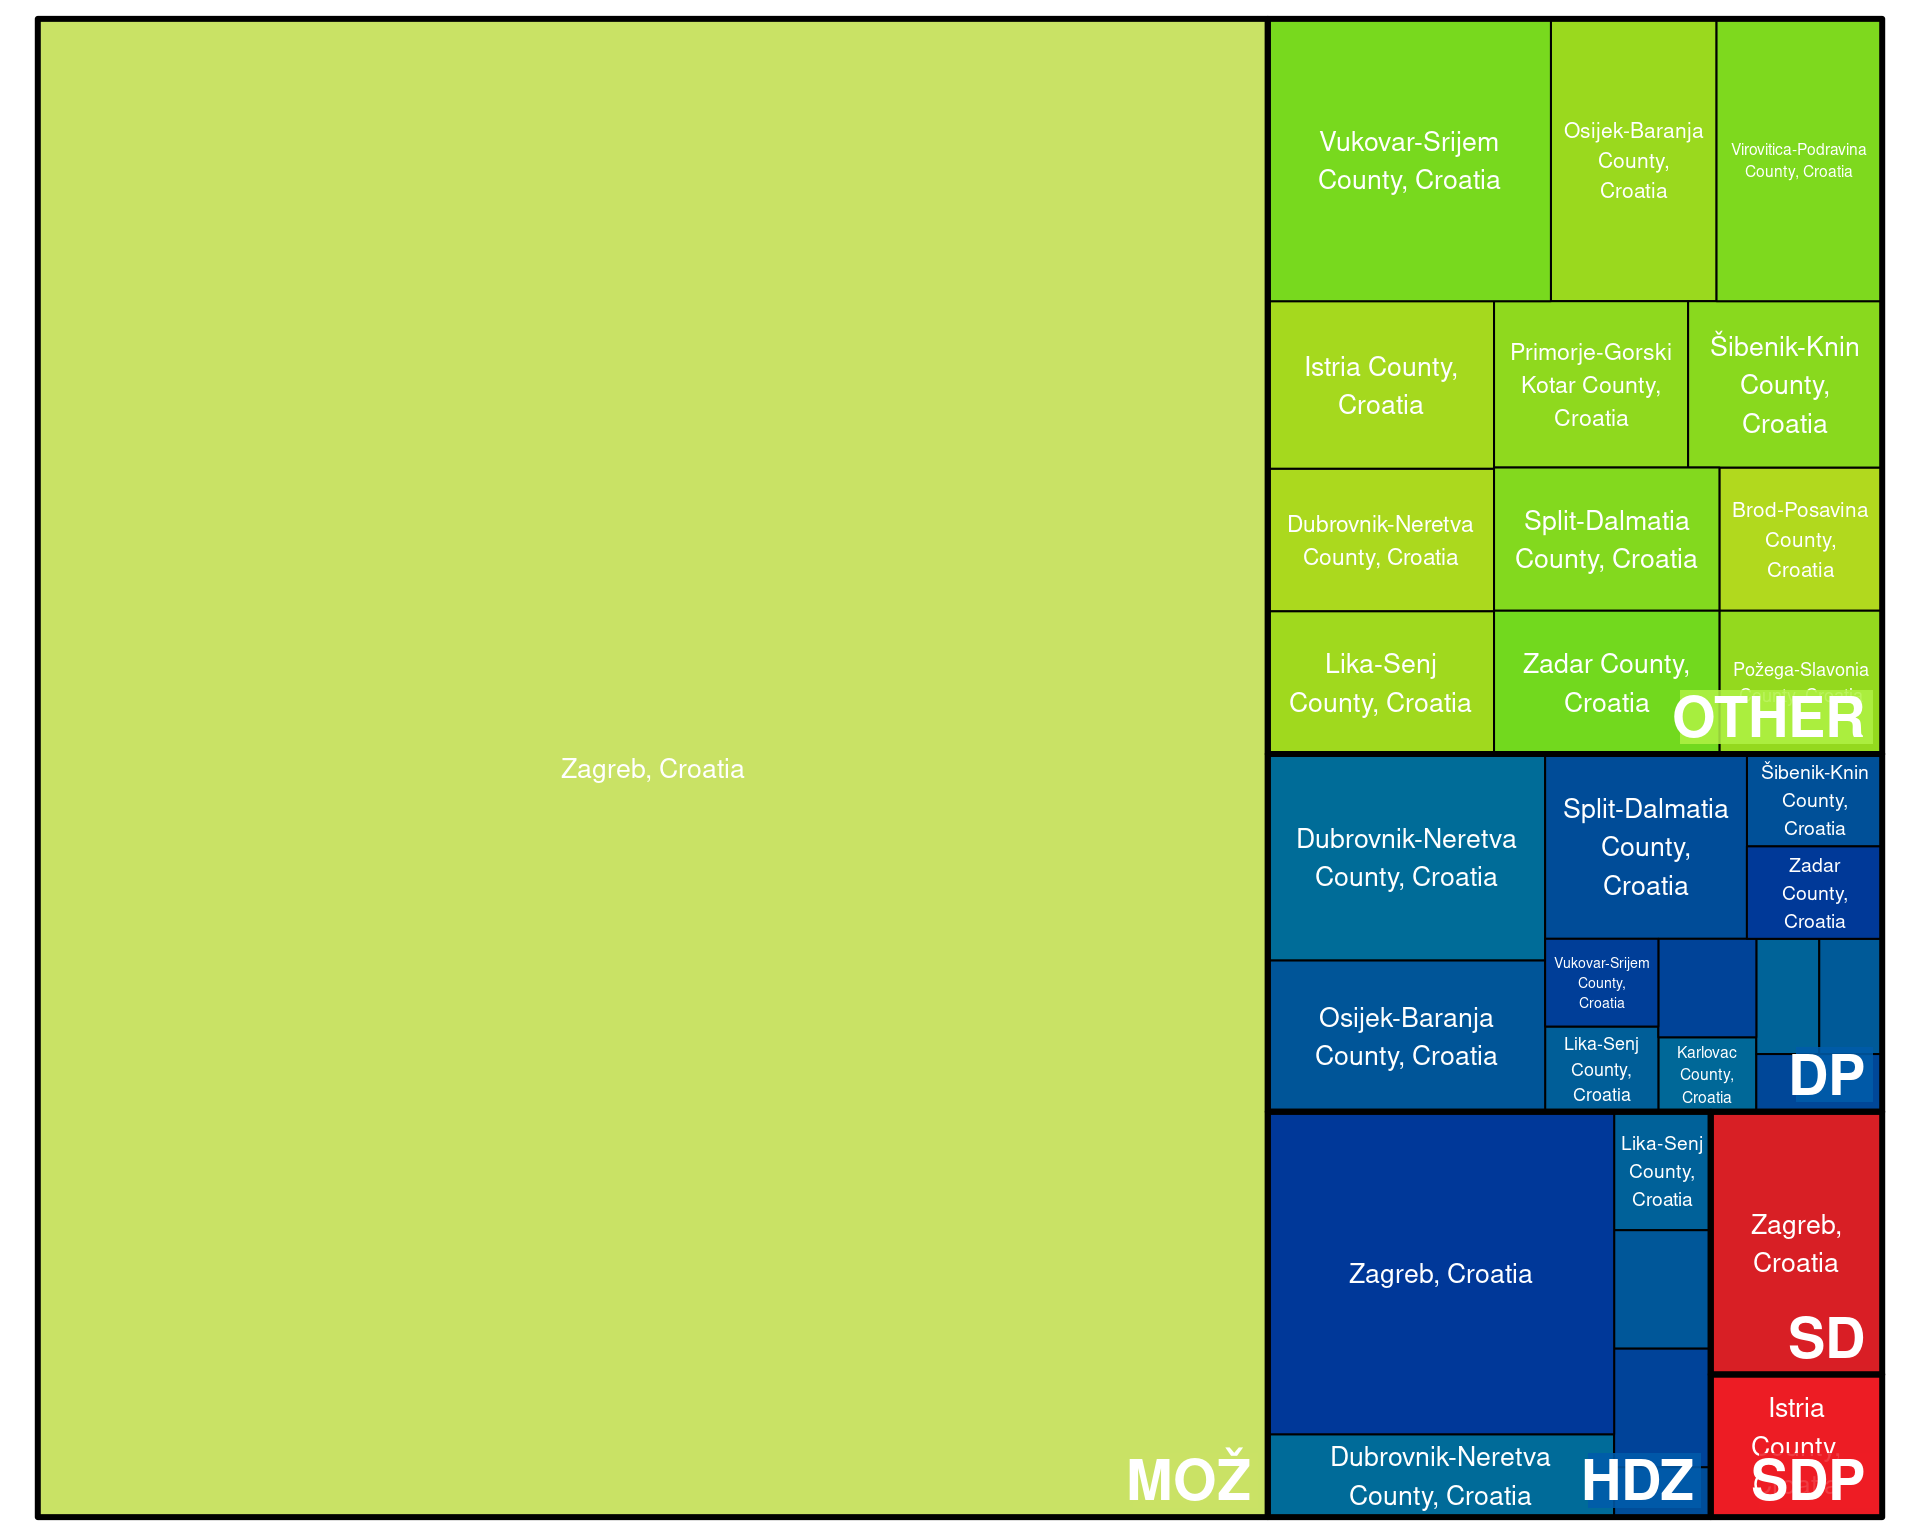 Zagreb, Croatia
MOŽ
Vukovar-Srijem
County, Croatia
Osijek-Baranja
County,
Croatia
Virovitica-Podravina
County, Croatia
Istria County,
Croatia
Primorje-Gorski
Kotar County,
Croatia
Šibenik-Knin
County,
Croatia
Dubrovnik-Neretva
County, Croatia
Split-Dalmatia
County, Croatia
Brod-Posavina
County,
Croatia
Lika-Senj
County, Croatia
Zadar County,
Croatia
Požega-Slavonia
OTHER
Dubrovnik-Neretva
County, Croatia
Split-Dalmatia
County,
Croatia
Šibenik-Knin
County,
Croatia
Zadar
County,
Croatia
Osijek-Baranja
County, Croatia
Vukovar-Srijem
County,
Croatia
Lika-Senj
County,
Croatia
Karlovac
County,
Croatia
DP
Zagreb, Croatia
Lika-Senj
County,
Croatia
Dubrovnik-Neretva
County, Croatia
HDZ
Zagreb,
Croatia
SD
Istria
County,
SDP